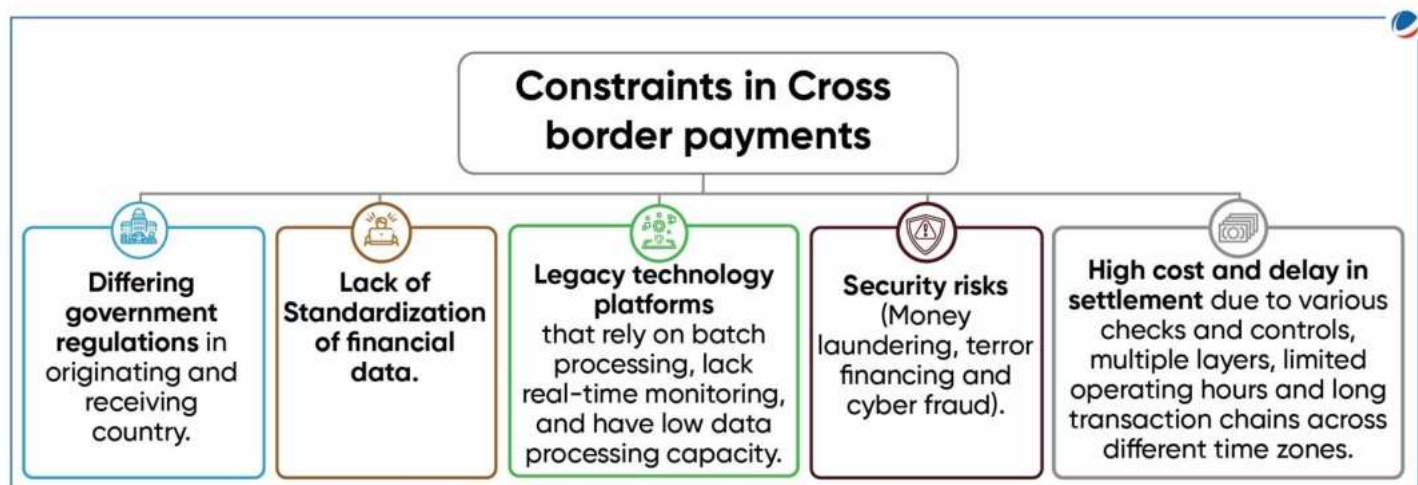 Constraints in Cross
border payments
Differing
government
regulations in
originating and
receiving
country.
Lack of
Standardization
of financial
data.
Legacy technology
platforms
that rely on batch
processing, lack
real-time monitoring,
and have low data
processing capacity.
Security risks
(Money
laundering, terror
financing and
cyber fraud).
High cost and delay in
settlement due to various
checks and controls,
multiple layers, limited
operating hours and long
transaction chains across
different time zones.